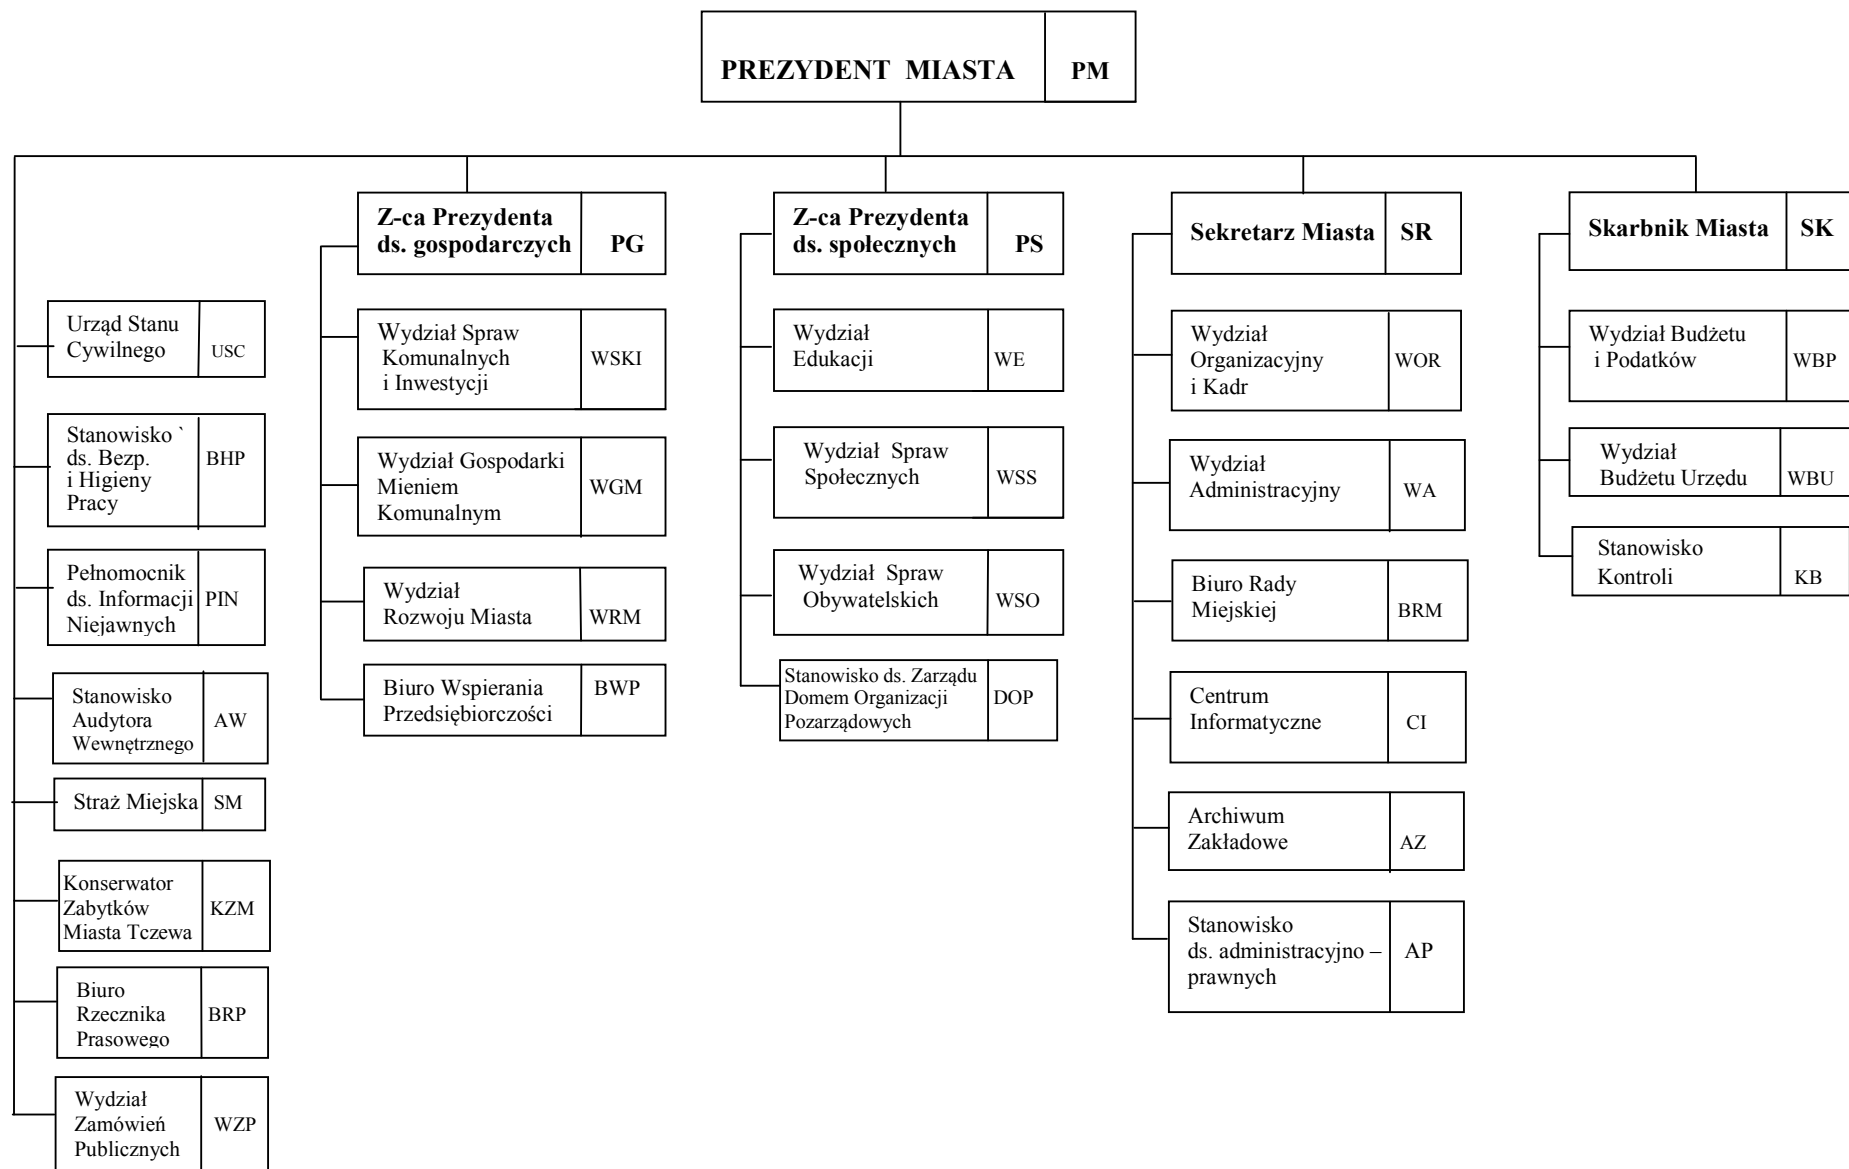 PREZYDENT MIASTA PM
Z-ca Prezydenta
ds. gospodarczych PG
Z-ca Prezydenta
ds. społecznych PS
Sekretarz Miasta SR
Skarbnik Miasta SK
Urząd Stanu
Cywilnego USC
Stanowisko `
ds. Bezp. BHP
i Higieny
Pracy
Pełnomocnik
ds. Informacji PIN
Niejawnych
Stanowisko
Audytora AW
Wewnętrznego
Straż Miejska SM
Konserwator
Zabytków KZM
Miasta Tczewa
Biuro
Rzecznika BRP
Prasowego
Wydział
Zamówień WZP
Publicznych
Wydział Spraw
Komunalnych WSKI
i Inwestycji
Wydział Gospodarki
Mieniem WGM
Komunalnym
Wydział
Rozwoju Miasta WRM
Biuro Wspierania BWP
Przedsiębiorczości
Wydział
Edukacji WE
Wydział Spraw
Społecznych WSS
Wydział Spraw
Obywatelskich WSO
Stanowisko ds. Zarządu
Domem Organizacji DOP
Pozarządowych
Wydział
Organizacyjny WOR
i Kadr
Wydział
Administracyjny WA
Biuro Rady
Miejskiej BRM
Centrum
Informatyczne CI
Archiwum
Zakładowe AZ
Stanowisko
ds. administracyjno – AP
prawnych
Wydział Budżetu
i Podatków WBP
Wydział
Budżetu Urzędu WBU
Stanowisko
Kontroli KB